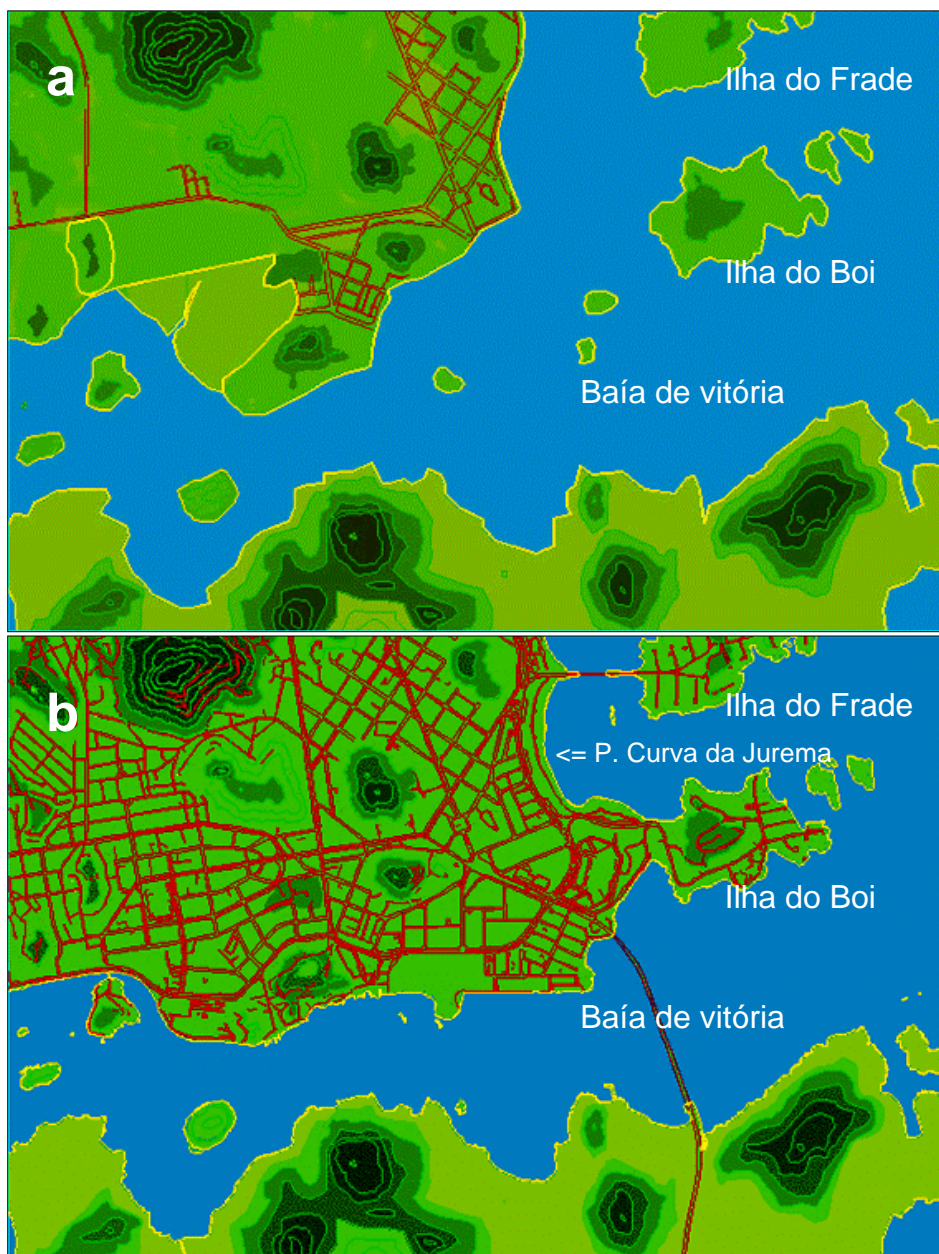 a
Ilha do Frade
Ilha do Boi
Baía de vitória
b
Ilha do Frade
<= P. Curva da Jurema
Ilha do Boi
Baía de vitória